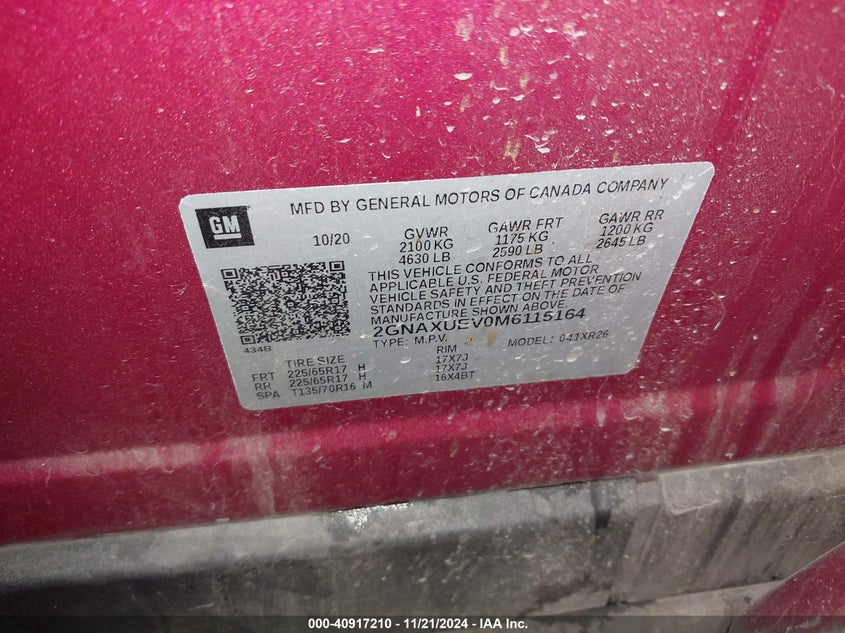 GM
MFD BY GENERAL MOTORS OF CANADA COMPANY
10/20 GVWR GAWR FRT GAWR RR
2100 KG 1175 KG 1200 KG
4630 LB 2590 LB 2645 LB
THIS VEHICLE CONFORMS TO ALL
APPLICABLE U.S. FEDERAL MOTOR
VEHICLE SAFETY AND THEFT PREVENTION
STANDARDS IN EFFECT ON THE DATE OF
MANUFACTURE SHOWN ABOVE.
2GNAXUEV0M6115164
434B
TYPE: M.P.V. MODEL: 041XR26
TIRE SIZE RIM
FRT 225/65R17 H 17X7J
RR 225/65R17 H 17X7J
SPA T135/70R16 M 16X4BT
000-40917210 - 11/21/2024 - IAA Inc.